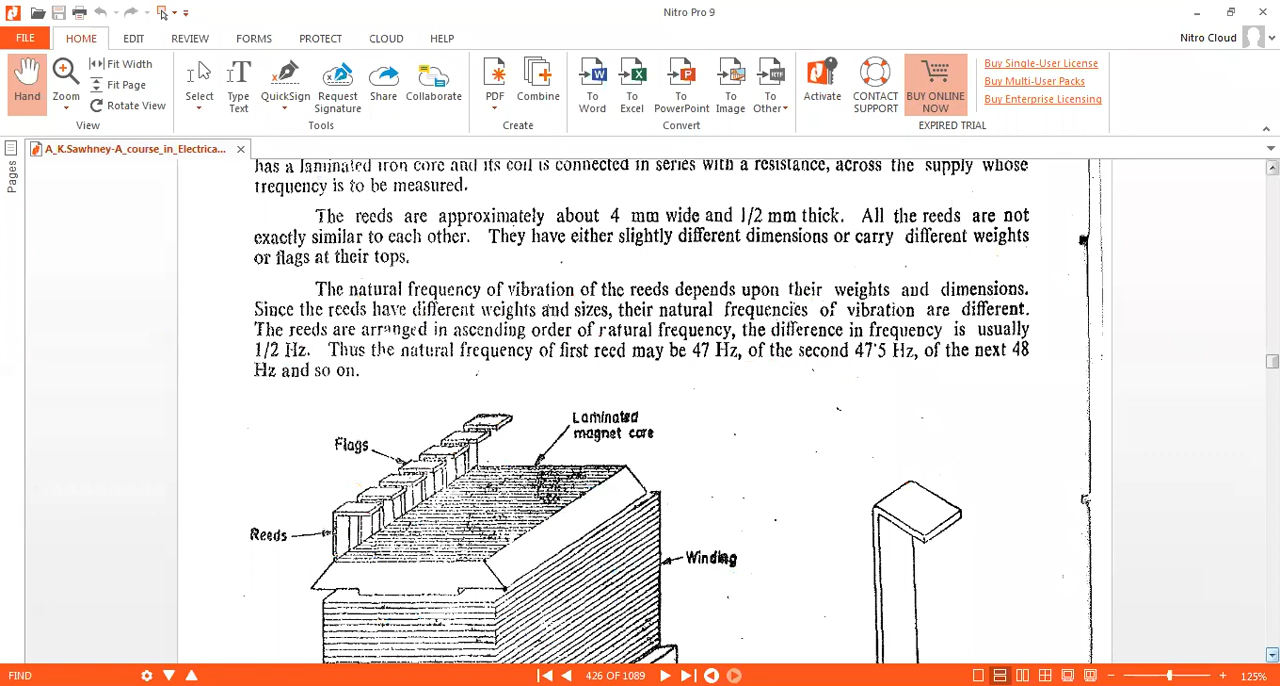 Nitro Pro 9
FILE HOME EDIT REVIEW FORMS PROTECT CLOUD HELP
Nitro Cloud
Hand
Zoom
Fit Width
Fit Page
Rotate View
View
Select
Type Text
QuickSign
Request Signature
Share
Collaborate
Tools
PDF
Combine
Create
To Word
To Excel
To PowerPoint
To Image
To Other
Convert
Activate
CONTACT SUPPORT
BUY ONLINE NOW
Buy Single-User License
Buy Multi-User Packs
Buy Enterprise Licensing
EXPIRED TRIAL
Pages
A_K.Sawhney-A_course_in_Electrica...
has a laminated iron core and its coil is connected in series with a resistance, across the supply whose
frequency is to be measured.
The reeds are approximately about 4 mm wide and 1/2 mm thick. All the reeds are not
exactly similar to each other. They have either slightly different dimensions or carry different weights
or flags at their tops.
The natural frequency of vibration of the reeds depends upon their weights and dimensions.
Since the reeds have different weights and sizes, their natural frequencies of vibration are different.
The reeds are arranged in ascending order of natural frequency, the difference in frequency is usually
1/2 Hz. Thus the natural frequency of first reed may be 47 Hz, of the second 47·5 Hz, of the next 48
Hz and so on.
Laminated
magnet core
Flags
Reeds
Winding
FIND
426 OF 1089
125%